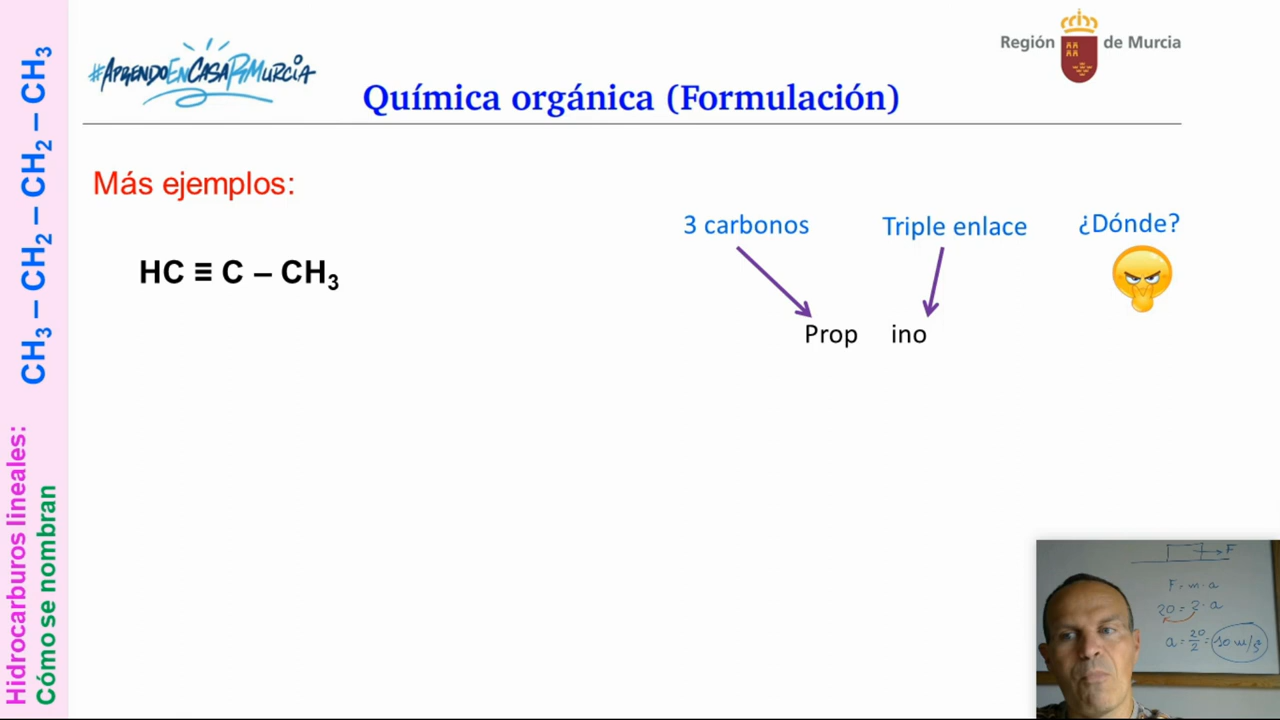 #AprendoEnCasaRMurcia
Región de Murcia
Química orgánica (Formulación)
CH₃ – CH₂ – CH₂ – CH₃
Hidrocarburos lineales:
Cómo se nombran
Más ejemplos:
HC ≡ C – CH₃
3 carbonos
Triple enlace
¿Dónde?
Prop ino
F
F = m · a
20 = 2 · a
a = 20/2 = 10 m/s²